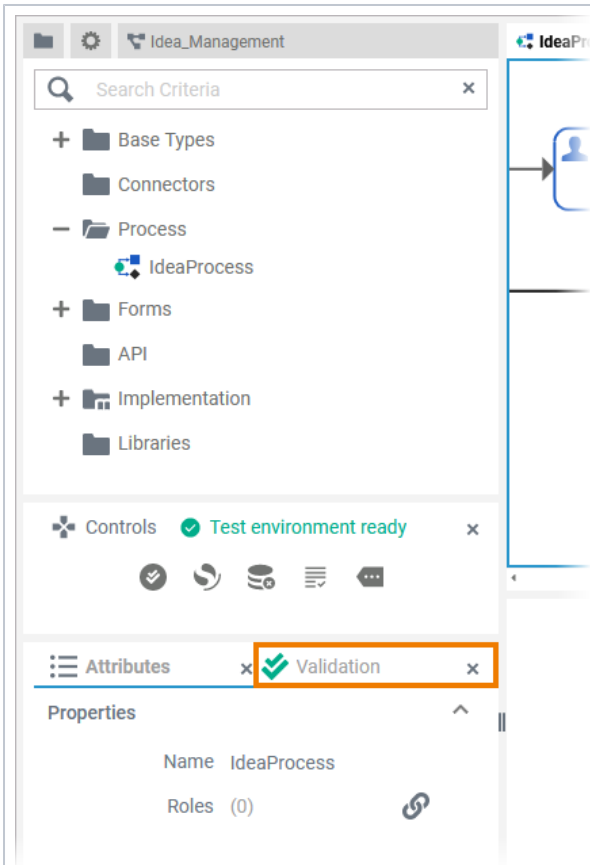 Idea_Management
IdeaPr
Search Criteria
Base Types
Connectors
Process
IdeaProcess
Forms
API
Implementation
Libraries
Controls Test environment ready
Attributes Validation
Properties
Name IdeaProcess
Roles (0)